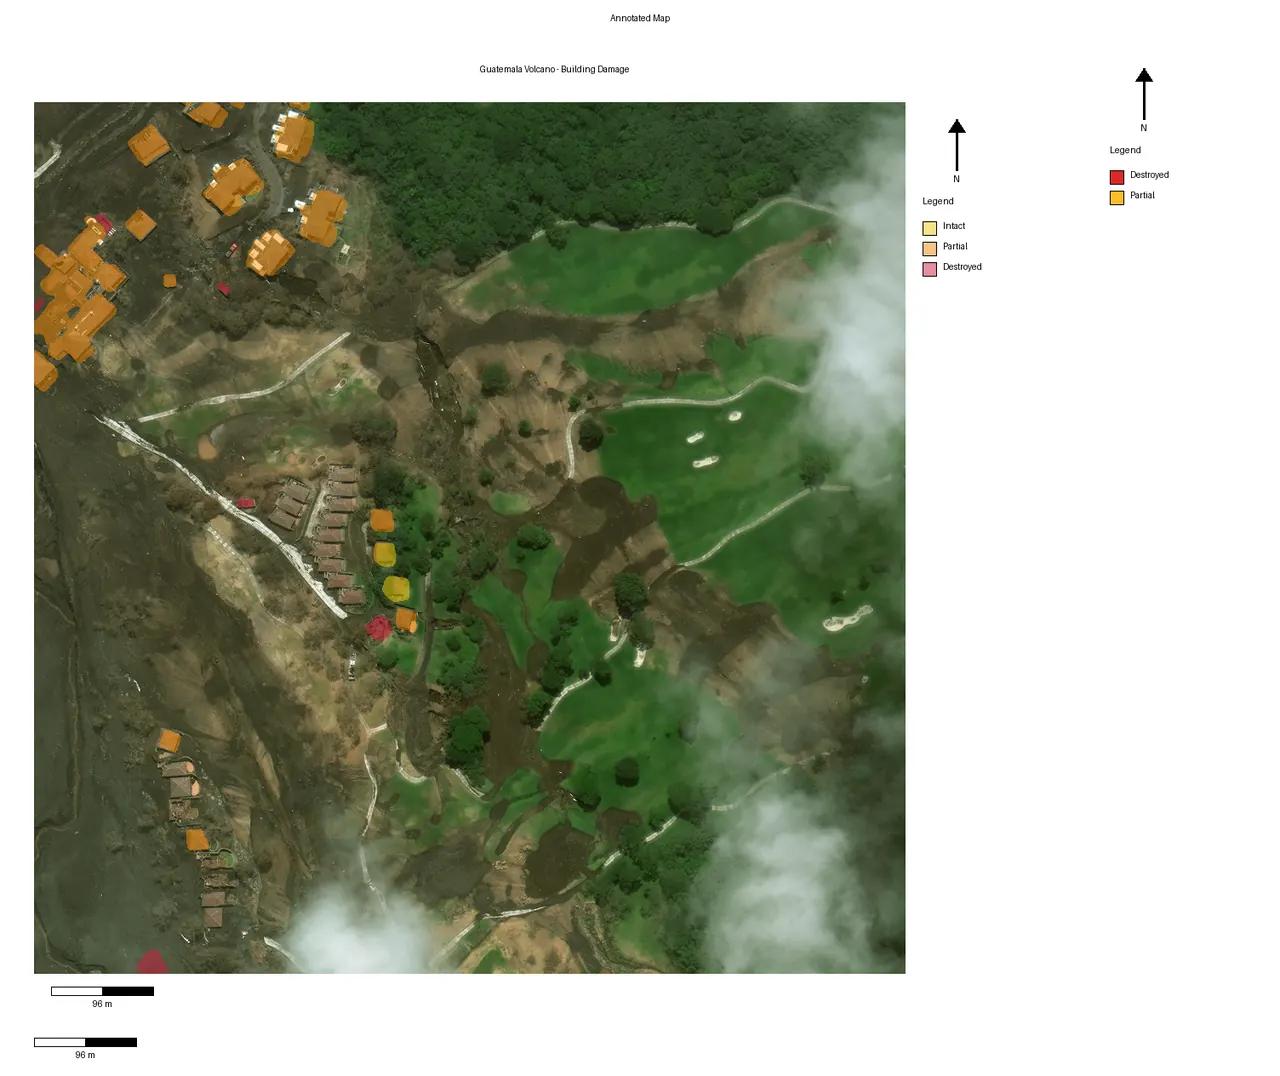 Annotated Map
Guatemala Volcano - Building Damage
N
Legend
Intact
Partial
Destroyed
N
Legend
Destroyed
Partial
96 m
96 m